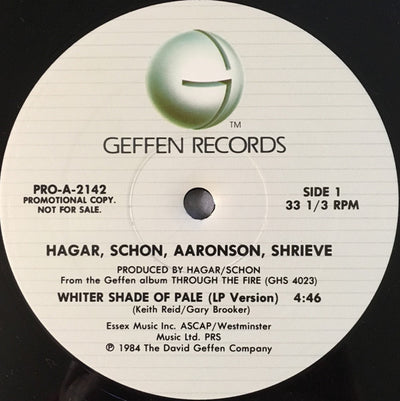 TM
GEFFEN RECORDS
PRO-A-2142
PROMOTIONAL COPY.
NOT FOR SALE.
SIDE 1
33 1/3 RPM
HAGAR, SCHON, AARONSON, SHRIEVE
PRODUCED BY HAGAR/SCHON
From the Geffen album THROUGH THE FIRE (GHS 4023)
WHITER SHADE OF PALE (LP Version) 4:46
(Keith Reid/Gary Brooker)
Essex Music Inc. ASCAP/Westminster
Music Ltd. PRS
℗ 1984 The David Geffen Company